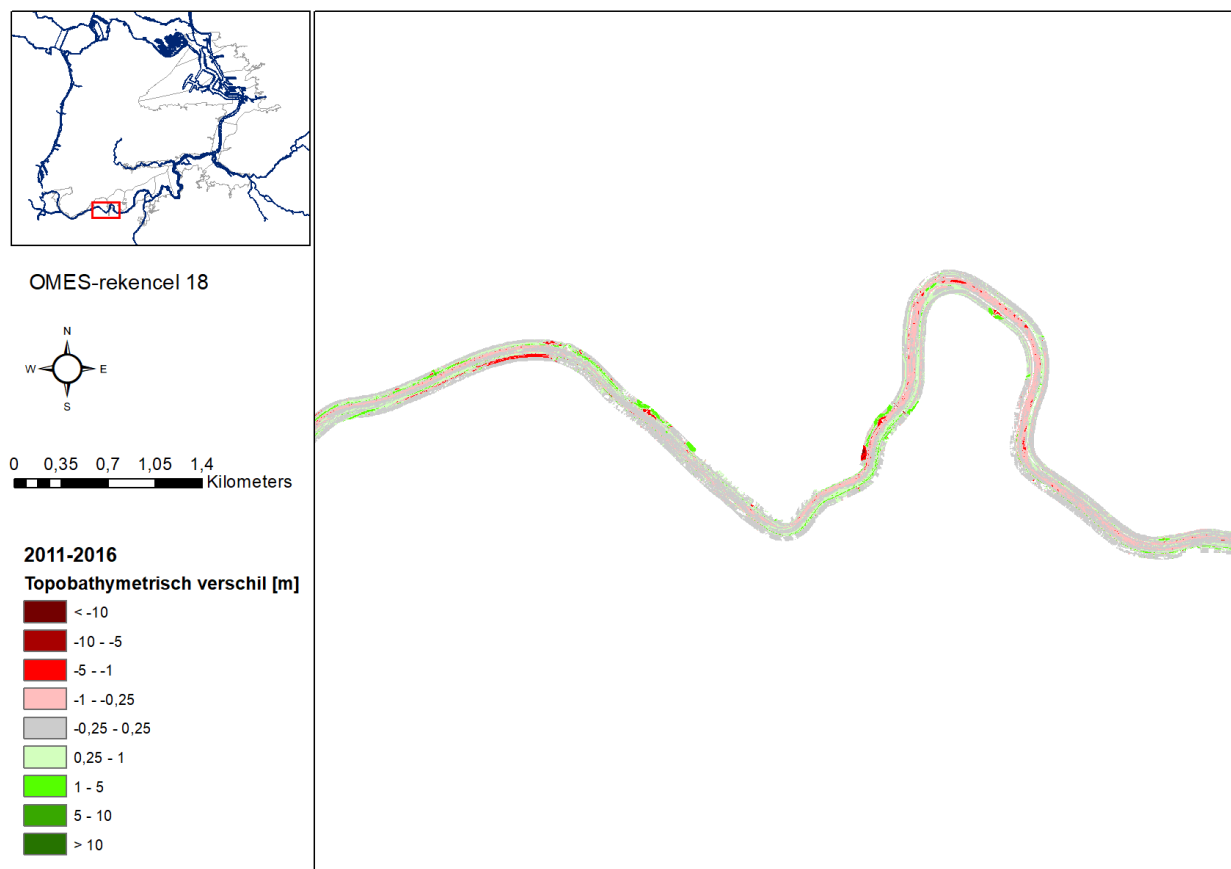 OMES-rekencel 18
N
W E
S
0 0,35 0,7 1,05 1,4
Kilometers
2011-2016
Topobathymetrisch verschil [m]
< -10
-10 - -5
-5 - -1
-1 - -0,25
-0,25 - 0,25
0,25 - 1
1 - 5
5 - 10
> 10